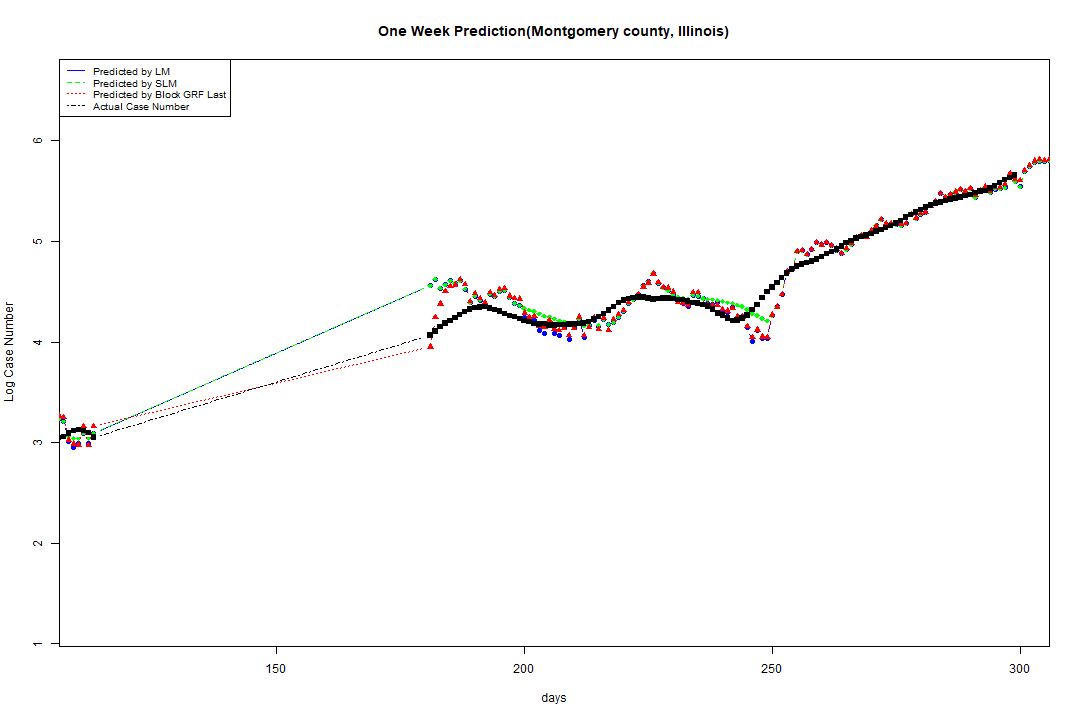 One Week Prediction(Montgomery county, Illinois)
Predicted by LM
Predicted by SLM
Predicted by Block GRF Last
Actual Case Number
6
5
4
3
2
1
Log Case Number
150
200
250
300
days